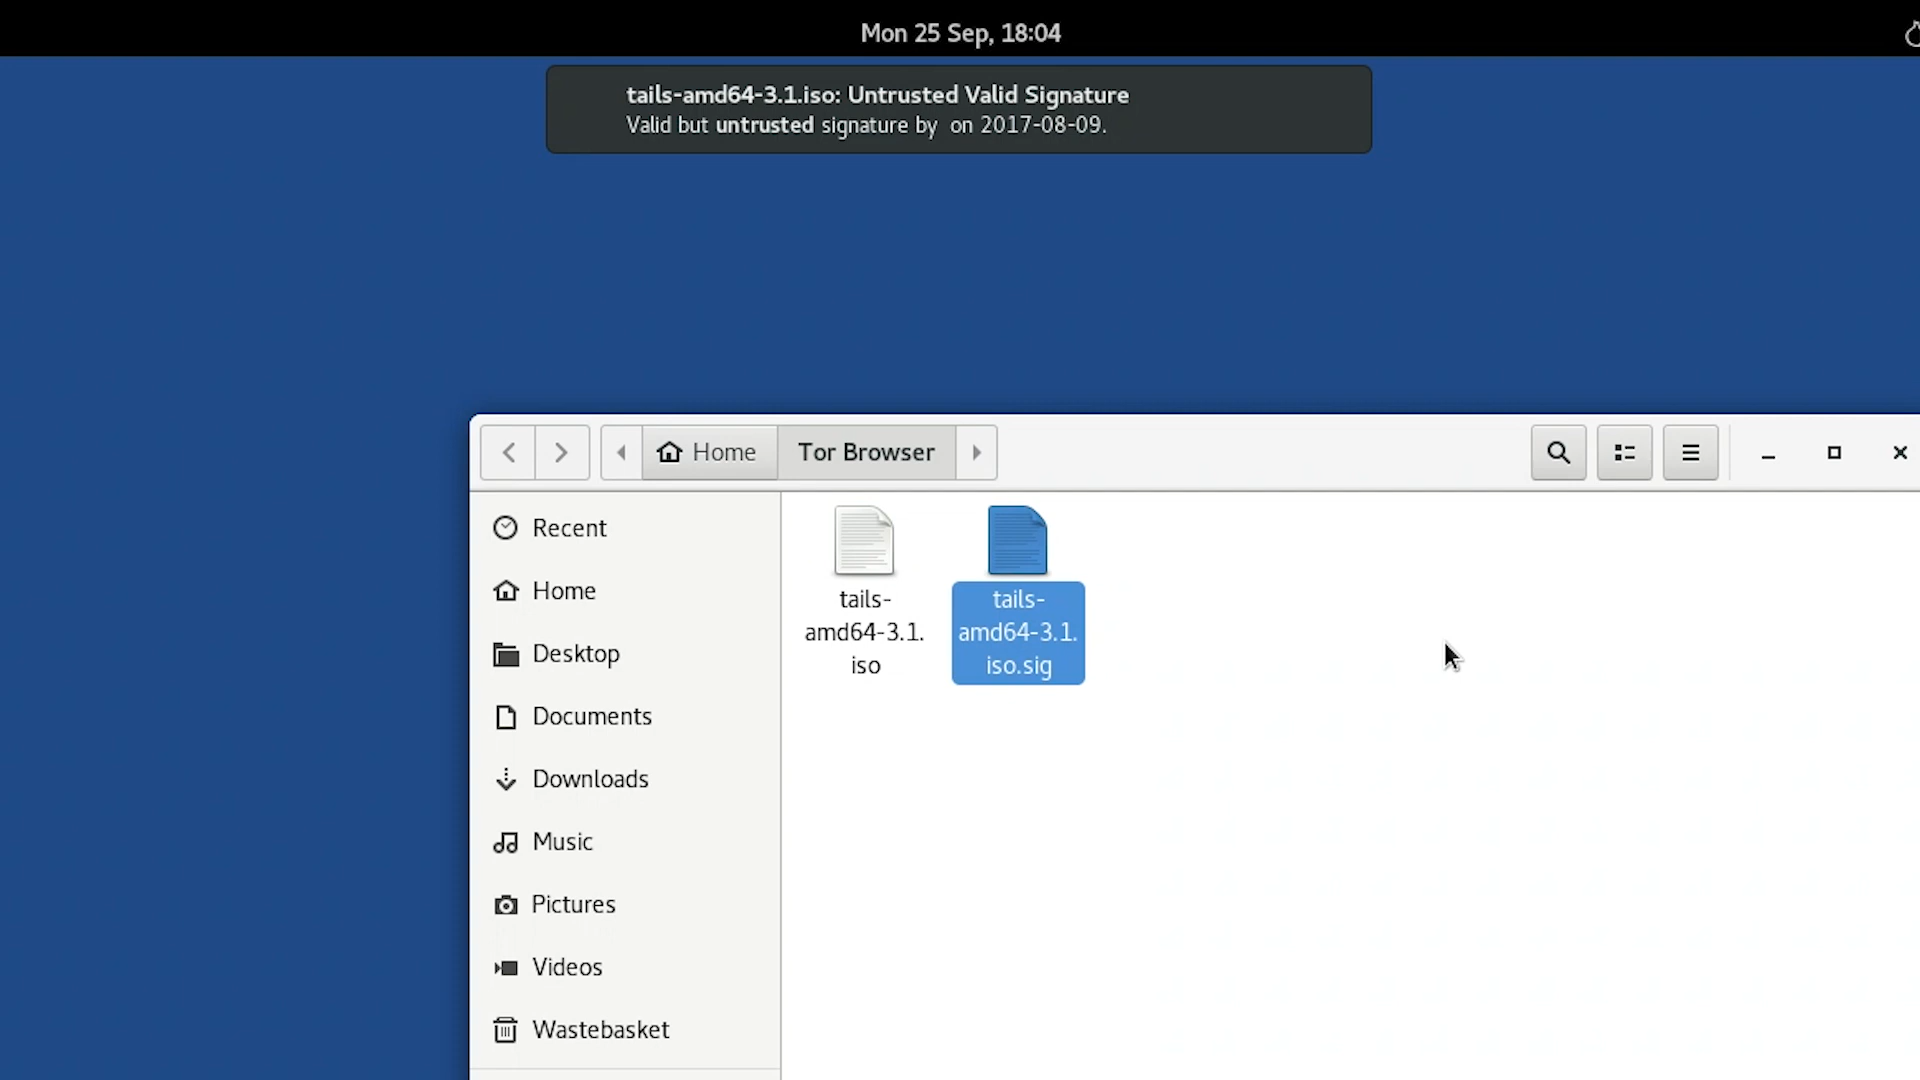 Mon 25 Sep, 18:04
tails-amd64-3.1.iso: Untrusted Valid Signature
Valid but untrusted signature by  on 2017-08-09.
Home
Tor Browser
Recent
Home
Desktop
Documents
Downloads
Music
Pictures
Videos
Wastebasket
tails-
amd64-3.1.
iso
tails-
amd64-3.1.
iso.sig